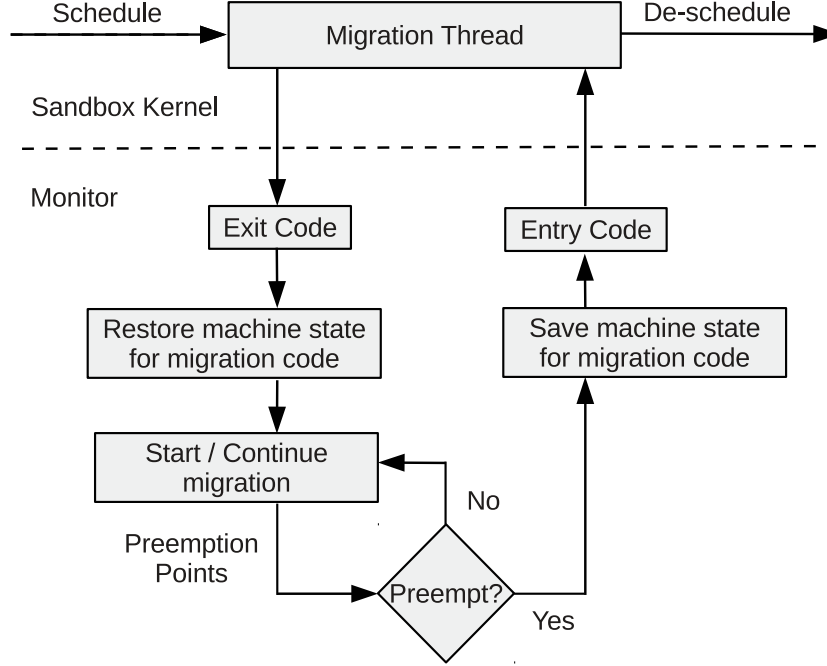 Schedule
Migration Thread
De-schedule
Sandbox Kernel
Monitor
Exit Code
Entry Code
Restore machine state
for migration code
Save machine state
for migration code
Start / Continue
migration
No
Preemption
Points
Preempt?
Yes